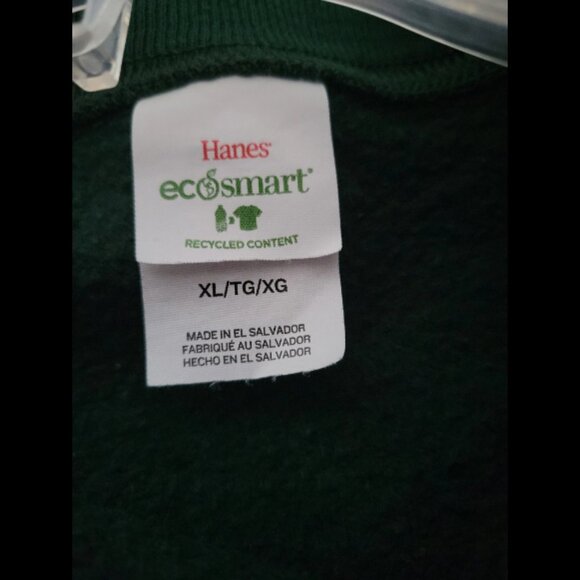 Hanes®
ecosmart®
RECYCLED CONTENT
XL/TG/XG
MADE IN EL SALVADOR
FABRIQUÉ AU SALVADOR
HECHO EN EL SALVADOR